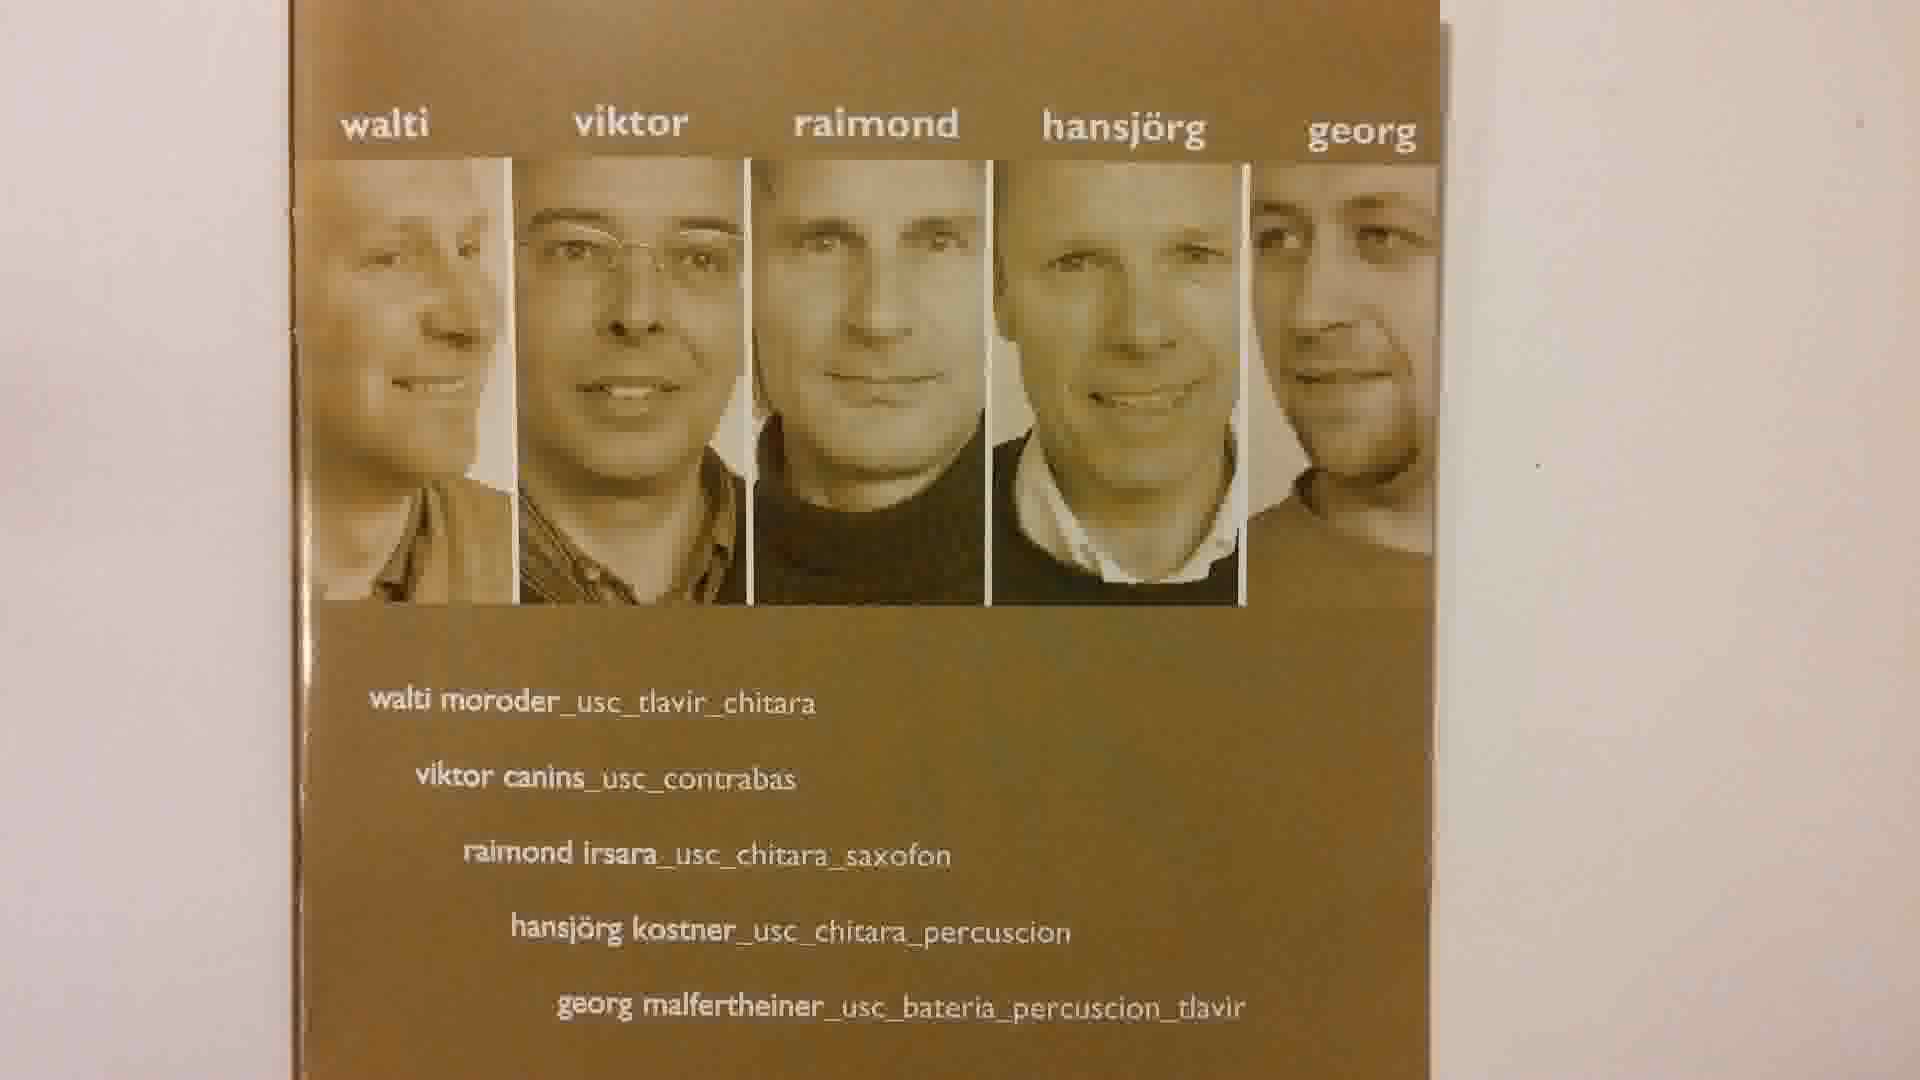 walti viktor raimond hansjörg georg
walti moroder_usc_tlavir_chitara
viktor canins_usc_contrabas
raimond irsara_usc_chitara_saxofon
hansjörg kostner_usc_chitara_percuscion
georg malfertheiner_usc_bateria_percuscion_tlavir